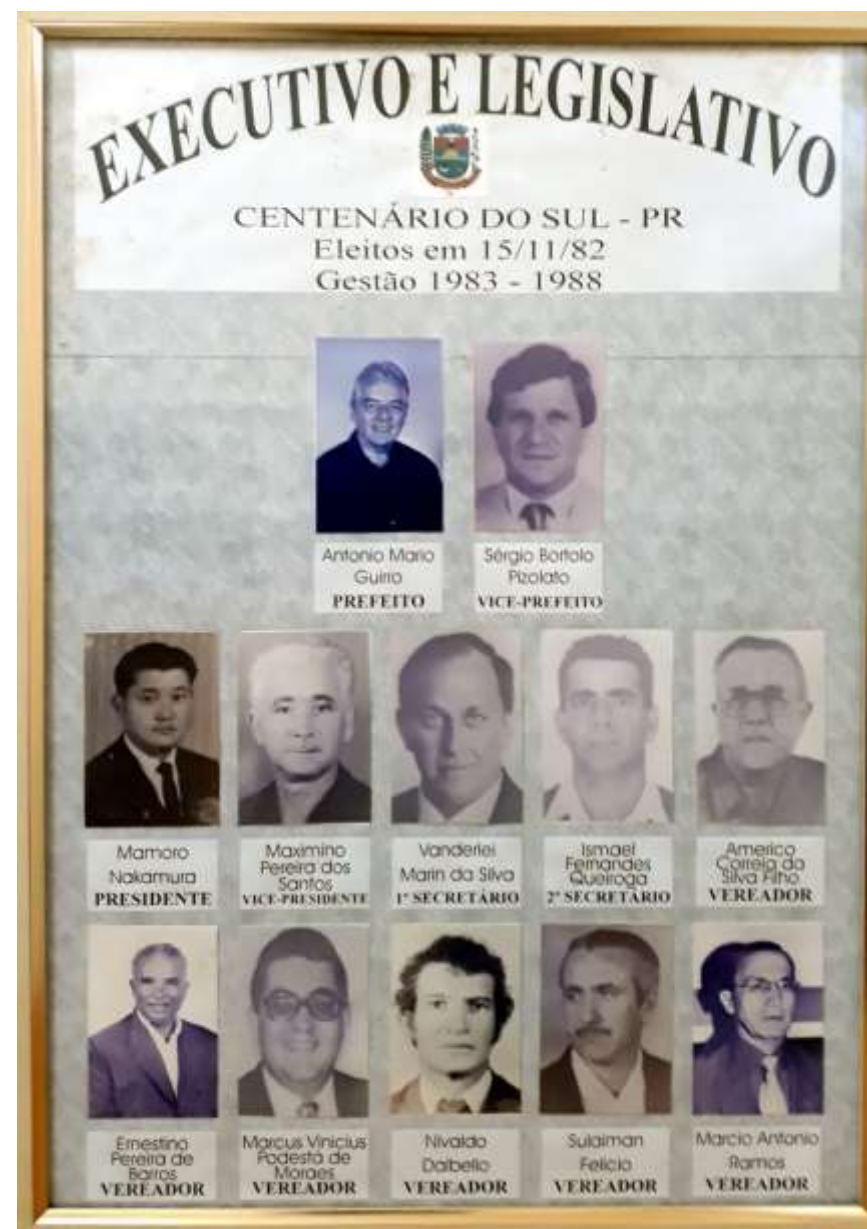 EXECUTIVO E LEGISLATIVO
CENTENÁRIO DO SUL - PR
Eleitos em 15/11/82
Gestão 1983 - 1988
Antonio Mario
Guirro
PREFEITO
Sérgio Bortolo
Pizolato
VICE-PREFEITO
Mamoro
Nakamura
PRESIDENTE
Maximino
Pereira dos
Santos
VICE-PRESIDENTE
Vanderlei
Marin da Silva
1º SECRETÁRIO
Ismael
Fernandes
Queiroga
2º SECRETÁRIO
Americo
Correia da
Silva Filho
VEREADOR
Ernestino
Pereira de
Barros
VEREADOR
Marcus Vinicius
Podestá de
Moraes
VEREADOR
Nivaldo
Dalbello
VEREADOR
Sulaiman
Felício
VEREADOR
Marcio Antonio
Ramos
VEREADOR